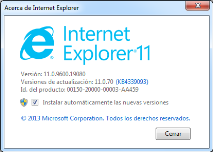 Acerca de Internet Explorer
Internet
Explorer 11
Versión: 11.0.9600.19080
Versiones de actualización: 11.0.70 (KB4339093)
Id. del producto: 00150-20000-00003-AA459
Instalar automáticamente las nuevas versiones
© 2013 Microsoft Corporation. Todos los derechos reservados.
Cerrar